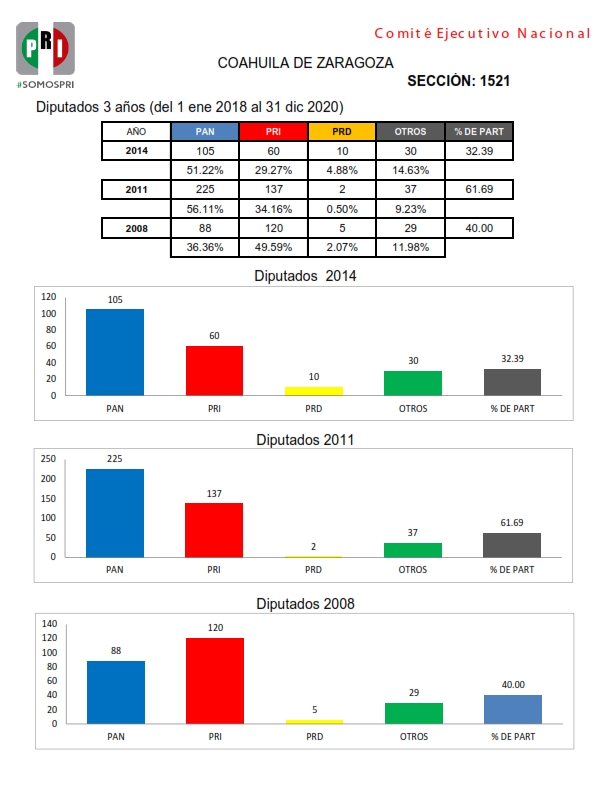 Comité Ejecutivo Nacional
PRI
#SOMOSPRI
COAHUILA DE ZARAGOZA
SECCIÓN: 1521
Diputados 3 años (del 1 ene 2018 al 31 dic 2020)
AÑO PAN PRI PRD OTROS % DE PART
2014 105 60 10 30 32.39
51.22% 29.27% 4.88% 14.63%
2011 225 137 2 37 61.69
56.11% 34.16% 0.50% 9.23%
2008 88 120 5 29 40.00
36.36% 49.59% 2.07% 11.98%
Diputados 2014
120
100
80
60
40
20
0
105 60 10 30 32.39
PAN PRI PRD OTROS % DE PART
Diputados 2011
250
200
150
100
50
0
225 137 2 37 61.69
PAN PRI PRD OTROS % DE PART
Diputados 2008
140
120
100
80
60
40
20
0
88 120 5 29 40.00
PAN PRI PRD OTROS % DE PART